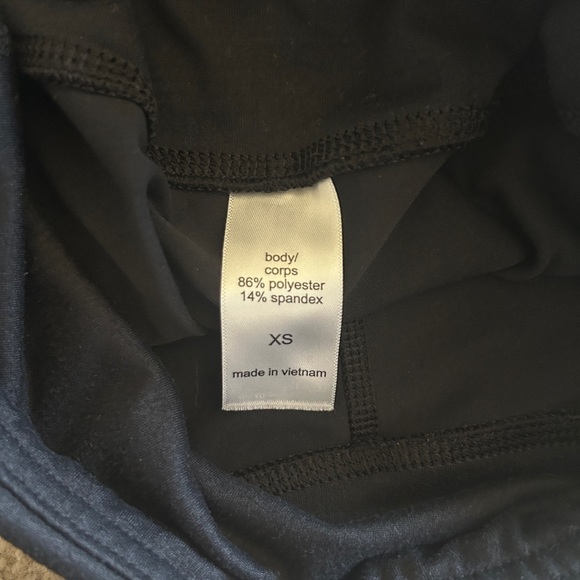 body/
corps
86% polyester
14% spandex
XS
made in vietnam